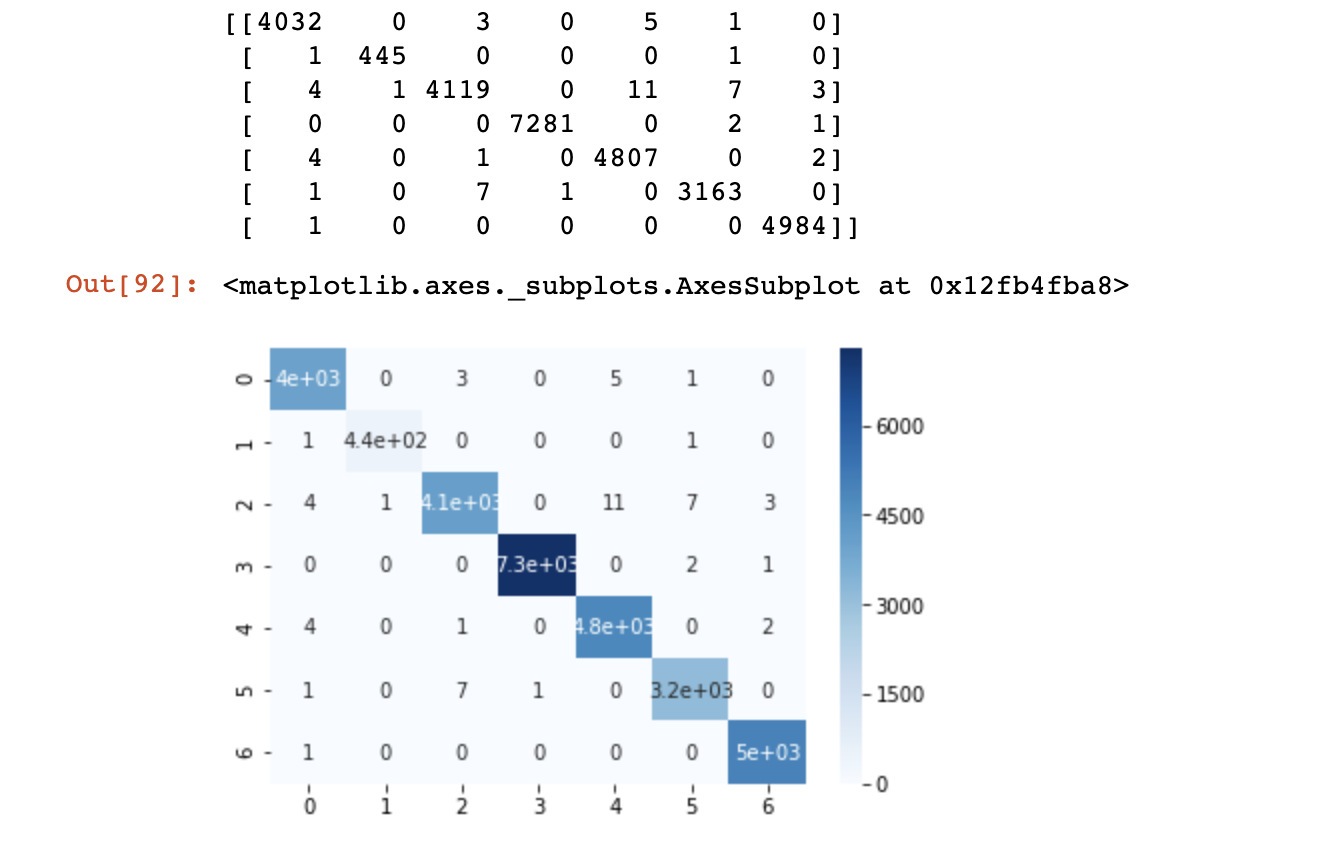 [[4032 0 3 0 5 1 0]
[ 1 445 0 0 0 1 0]
[ 4 1 4119 0 11 7 3]
[ 0 0 0 7281 0 2 1]
[ 4 0 1 0 4807 0 2]
[ 1 0 7 1 0 3163 0]
[ 1 0 0 0 0 0 4984]]
Out[92]: <matplotlib.axes._subplots.AxesSubplot at 0x12fb4fba8>
0 4e+03 0 3 0 5 1 0
1 1 4.4e+02 0 0 0 1 0
2 4 1 4.1e+03 0 11 7 3
3 0 0 0 7.3e+03 0 2 1
4 4 0 1 0 4.8e+03 0 2
5 1 0 7 1 0 3.2e+03 0
6 1 0 0 0 0 0 5e+03
0 1 2 3 4 5 6
6000
4500
3000
1500
0